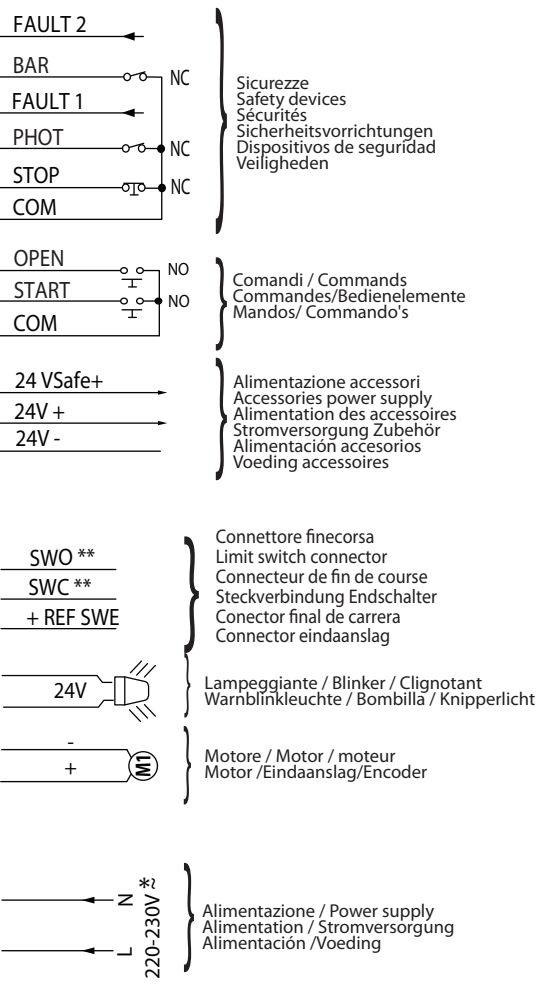 FAULT 2
BAR
NC
FAULT 1
PHOT
NC
STOP
NC
COM
Sicurezze
Safety devices
Sécurités
Sicherheitsvorrichtungen
Dispositivos de seguridad
Veiligheden
OPEN
NO
START
NO
COM
Comandi / Commands
Commandes/Bedienelemente
Mandos/ Commando's
24 VSafe+
24V +
24V -
Alimentazione accessori
Accessories power supply
Alimentation des accessoires
Stromversorgung Zubehör
Alimentación accesorios
Voeding accessoires
SWO **
SWC **
+ REF SWE
Connettore finecorsa
Limit switch connector
Connecteur de fin de course
Steckverbindung Endschalter
Conector final de carrera
Connector eindaanslag
24V
Lampeggiante / Blinker / Clignotant
Warnblinkleuchte / Bombilla / Knipperlicht
-
+
M1
Motore / Motor / moteur
Motor /Eindaanslag/Encoder
N
L
220-230V ~*
Alimentazione / Power supply
Alimentation / Stromversorgung
Alimentación /Voeding